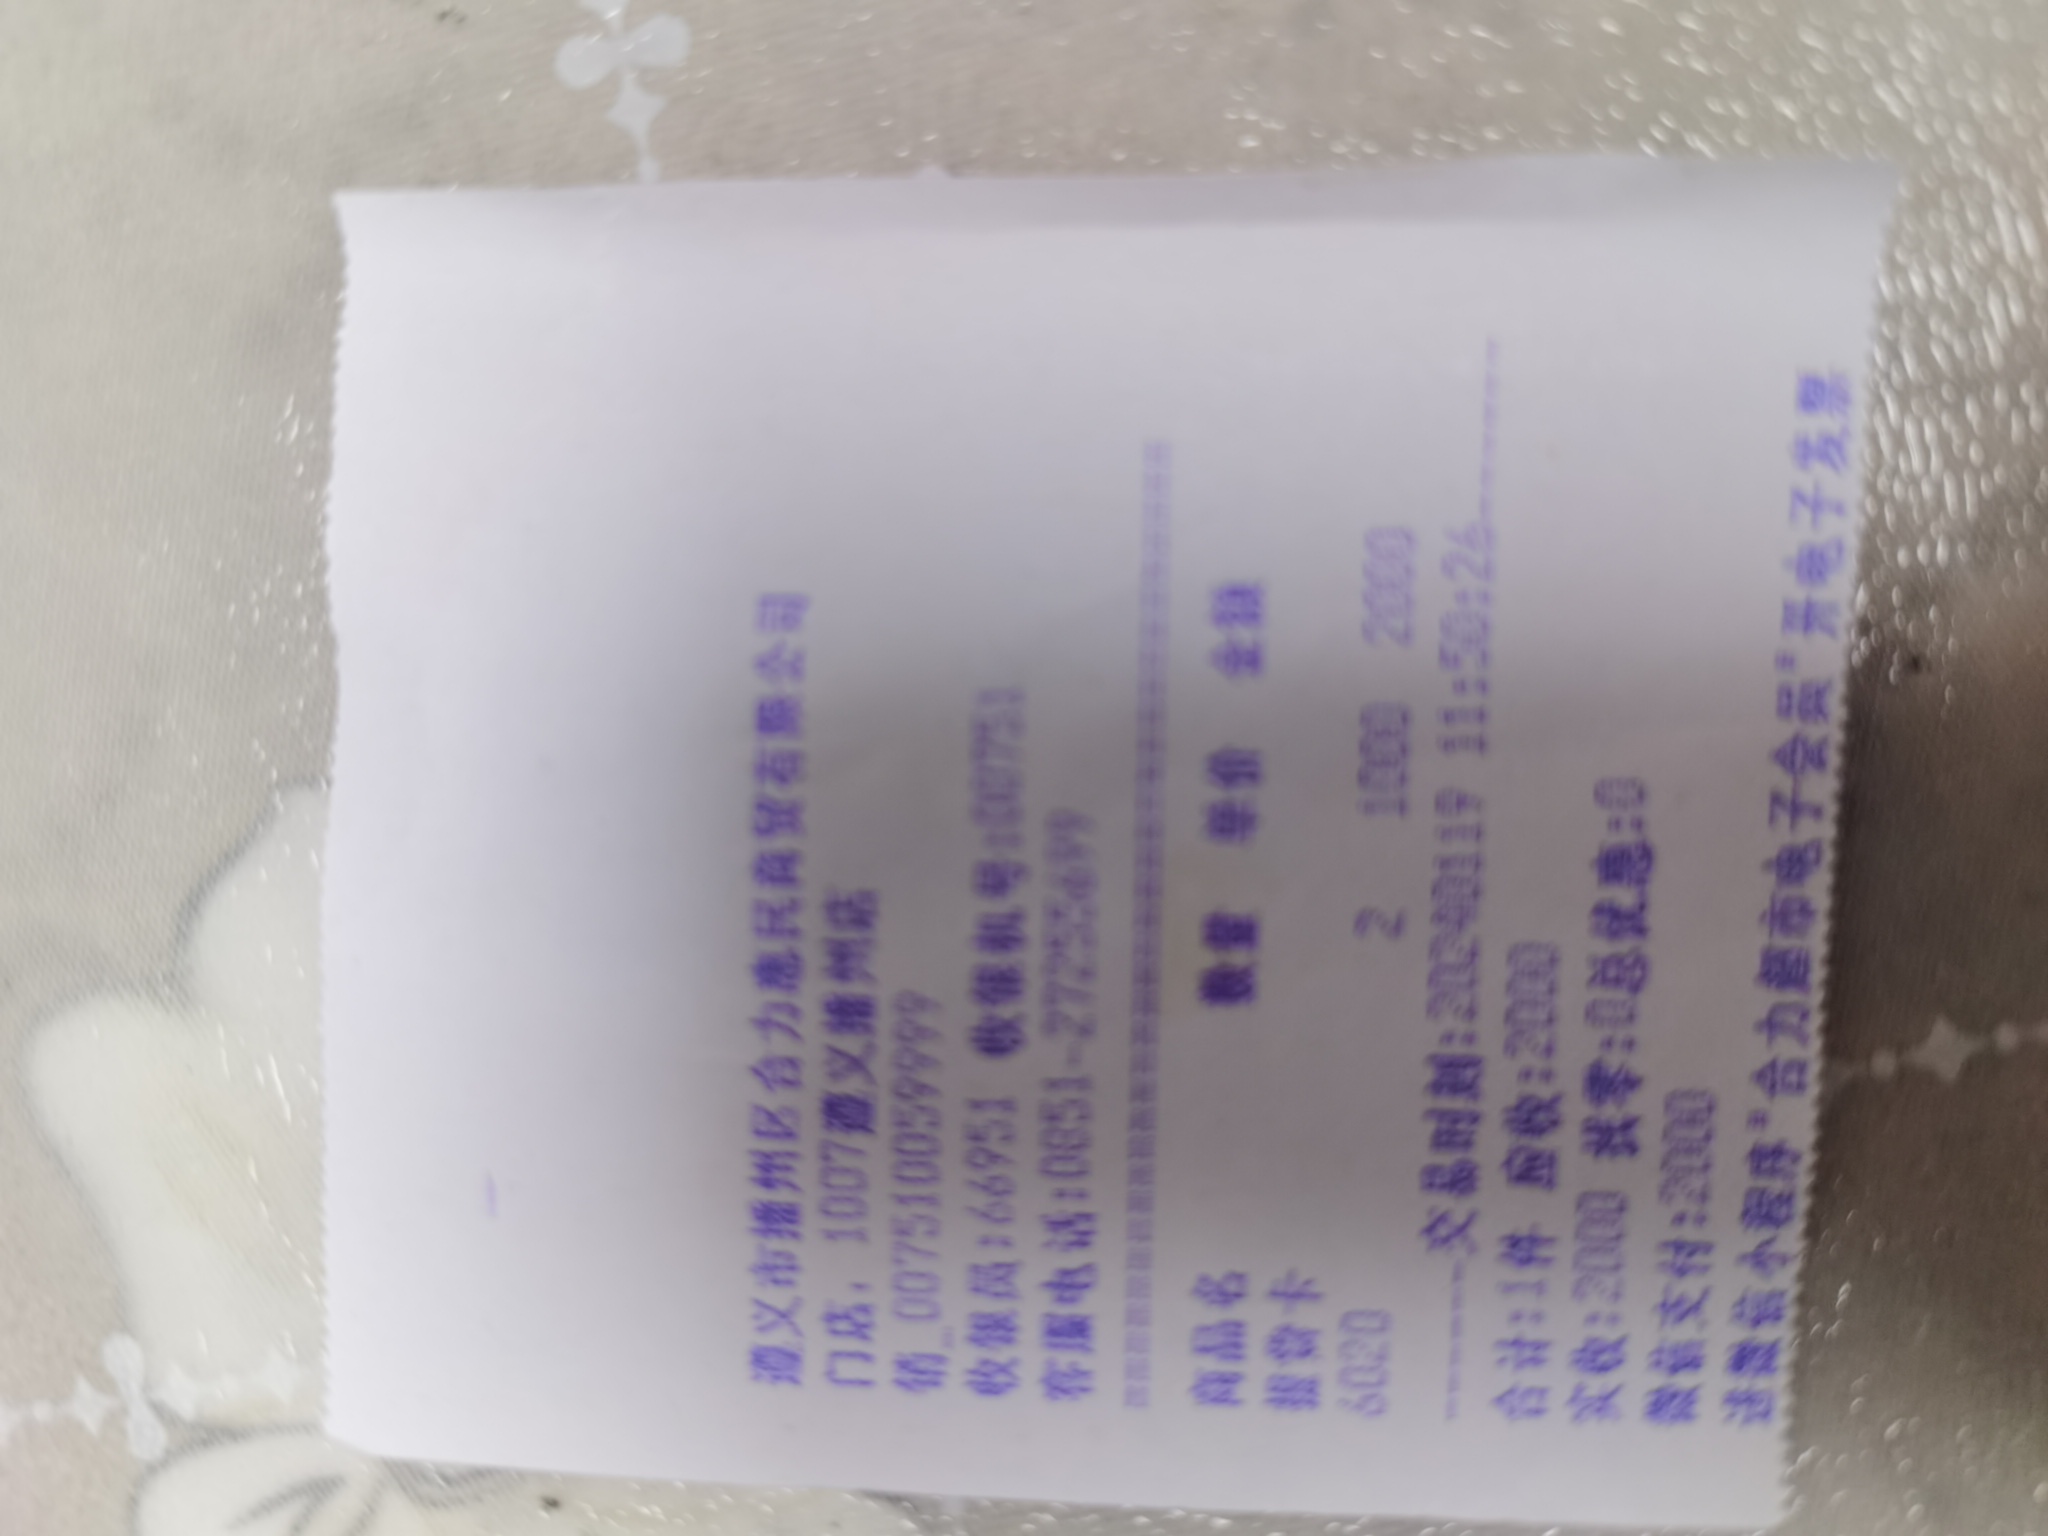 遵义市播州区合力惠民商贸有限公司
门店: 1007遵义播州店
销_00751005９９９９
收银员:66951 收银机号:00751
客服电话:0851-27255699
================================
商品名 数量 单价 金额
提货卡
6020 2 1000 2000
--------交易时刻:20240119 11:50:26--------
合计:1件 应收:2000
实收:2000 找零:0总优惠:0
微信支付:2000
进微信小程序"合力超市电子会员"开电子发票